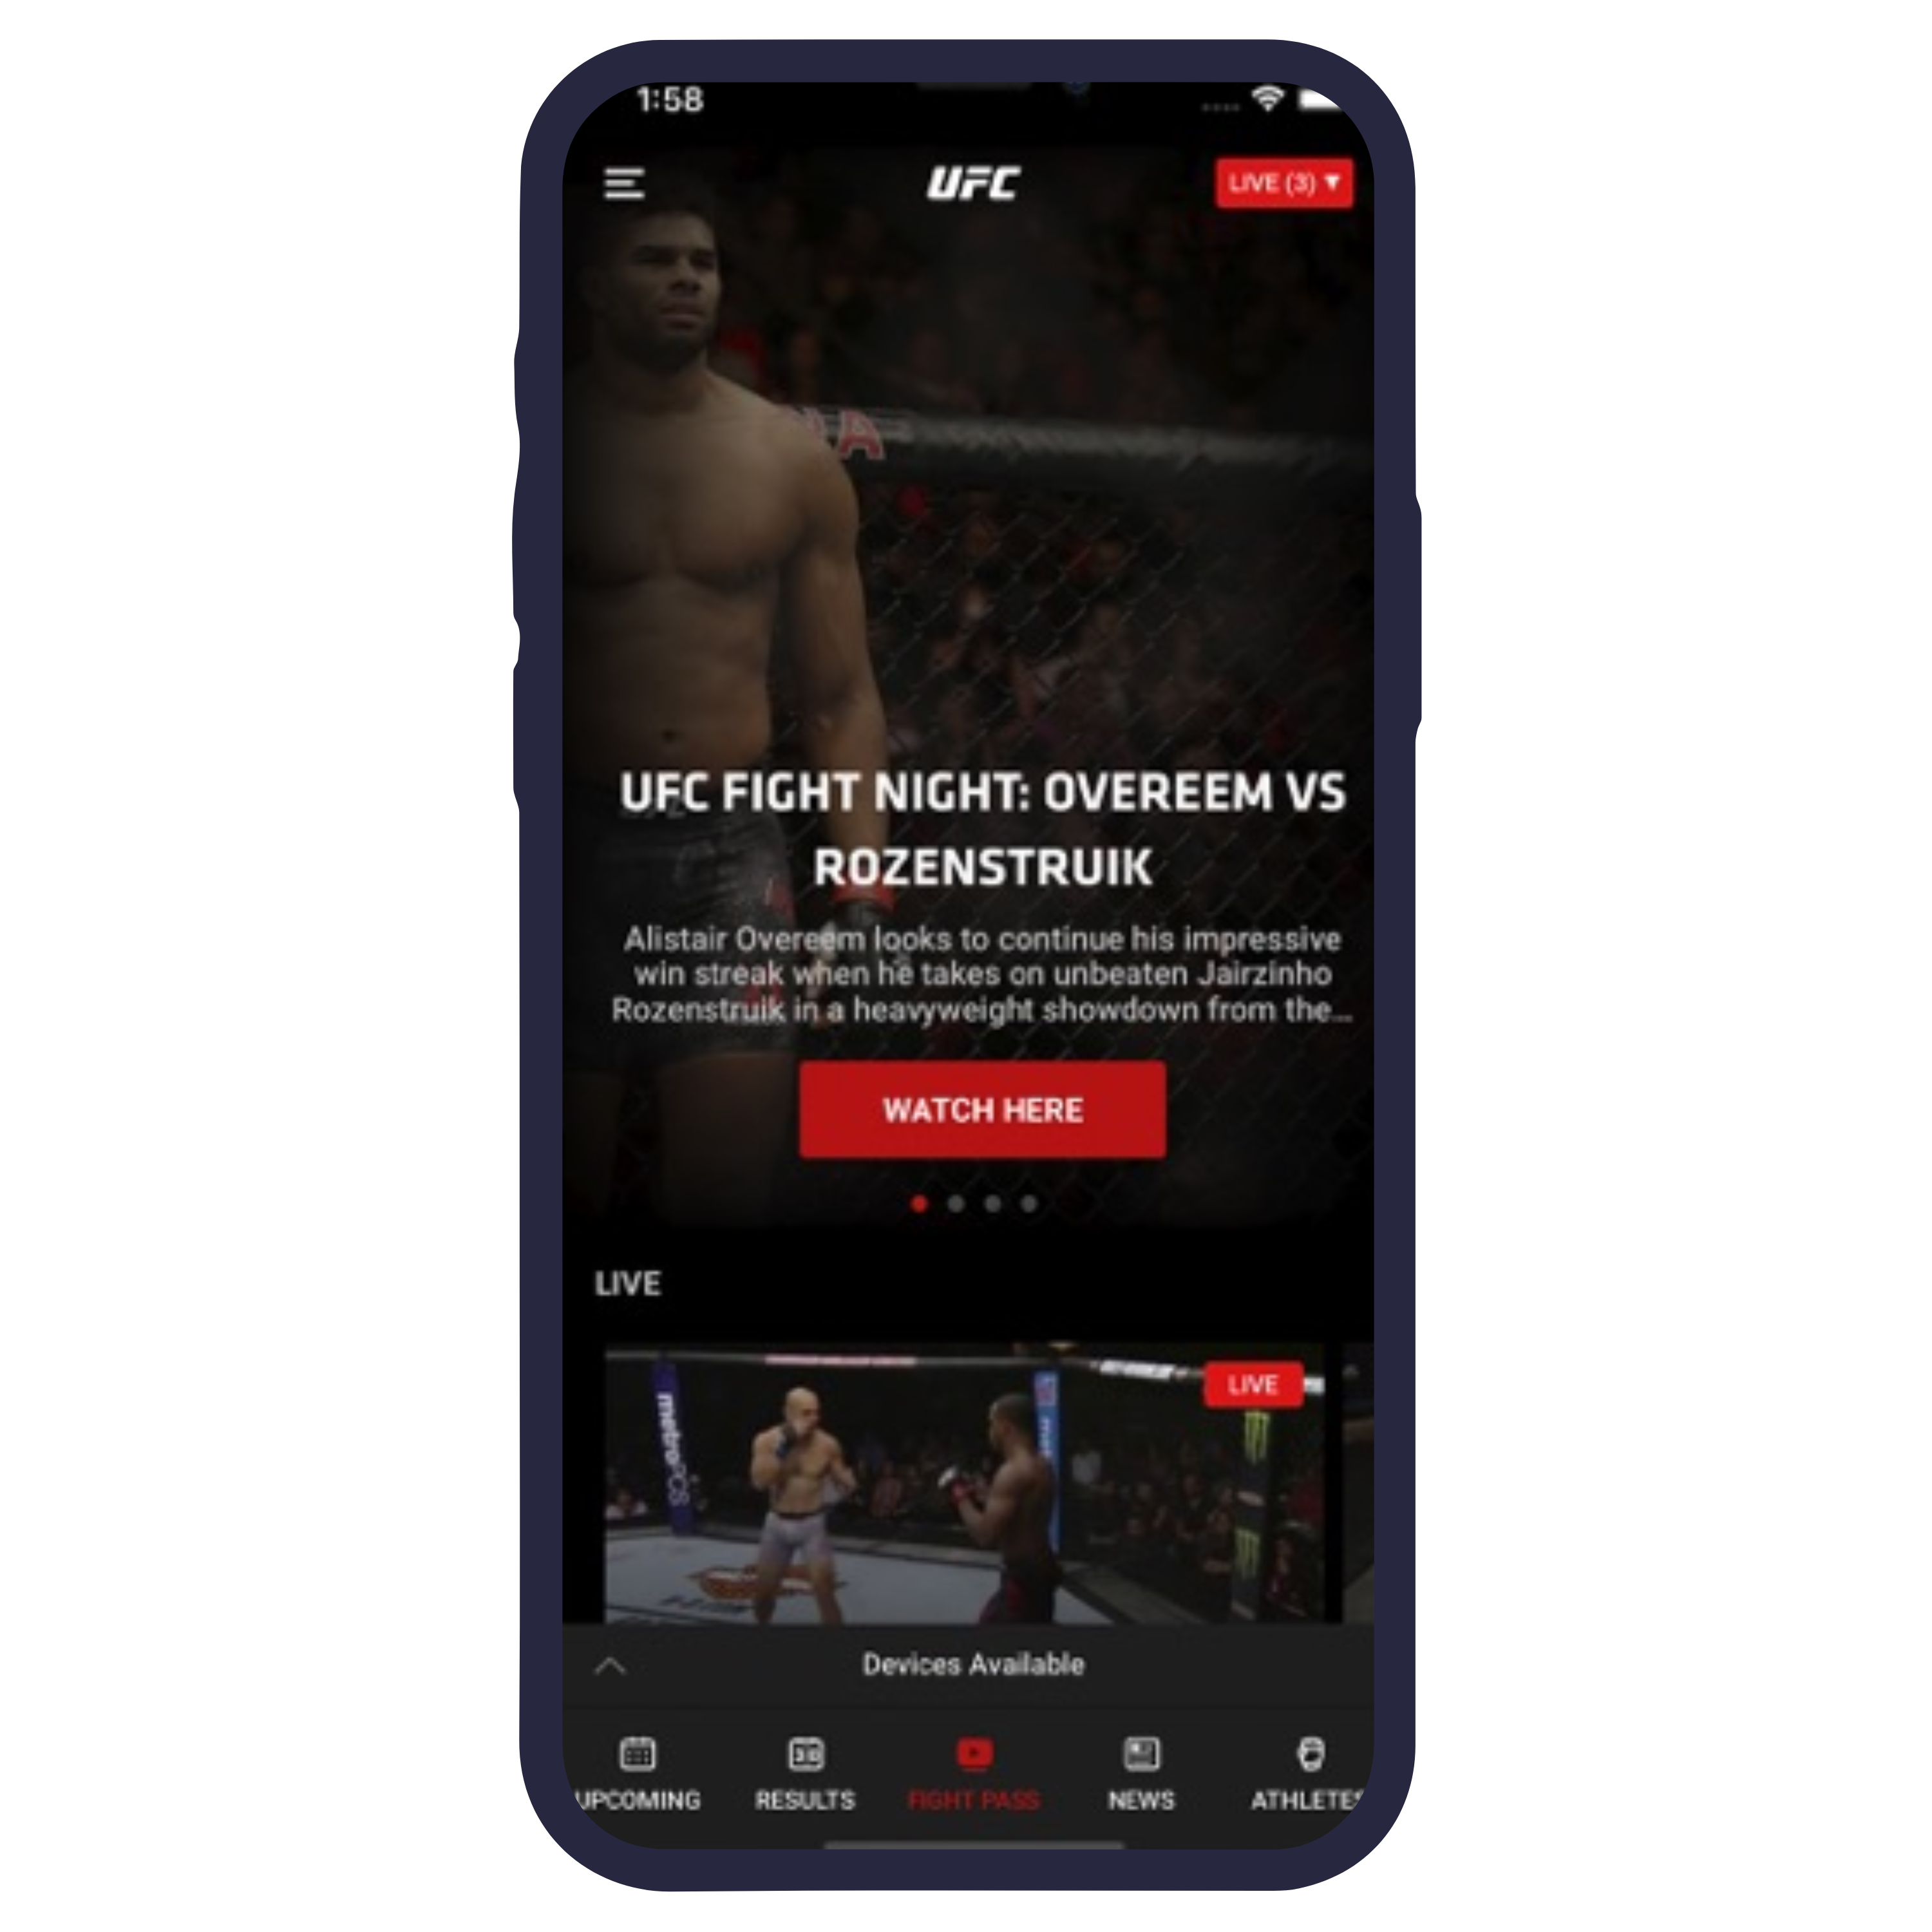 1:58
UFC
LIVE (3) ▼
UFC FIGHT NIGHT: OVEREEM VS
ROZENSTRUIK
Alistair Overeem looks to continue his impressive
win streak when he takes on unbeaten Jairzinho
Rozenstruik in a heavyweight showdown from the...
WATCH HERE
LIVE
LIVE
metroPCS
Devices Available
UPCOMING
RESULTS
FIGHT PASS
NEWS
ATHLETES